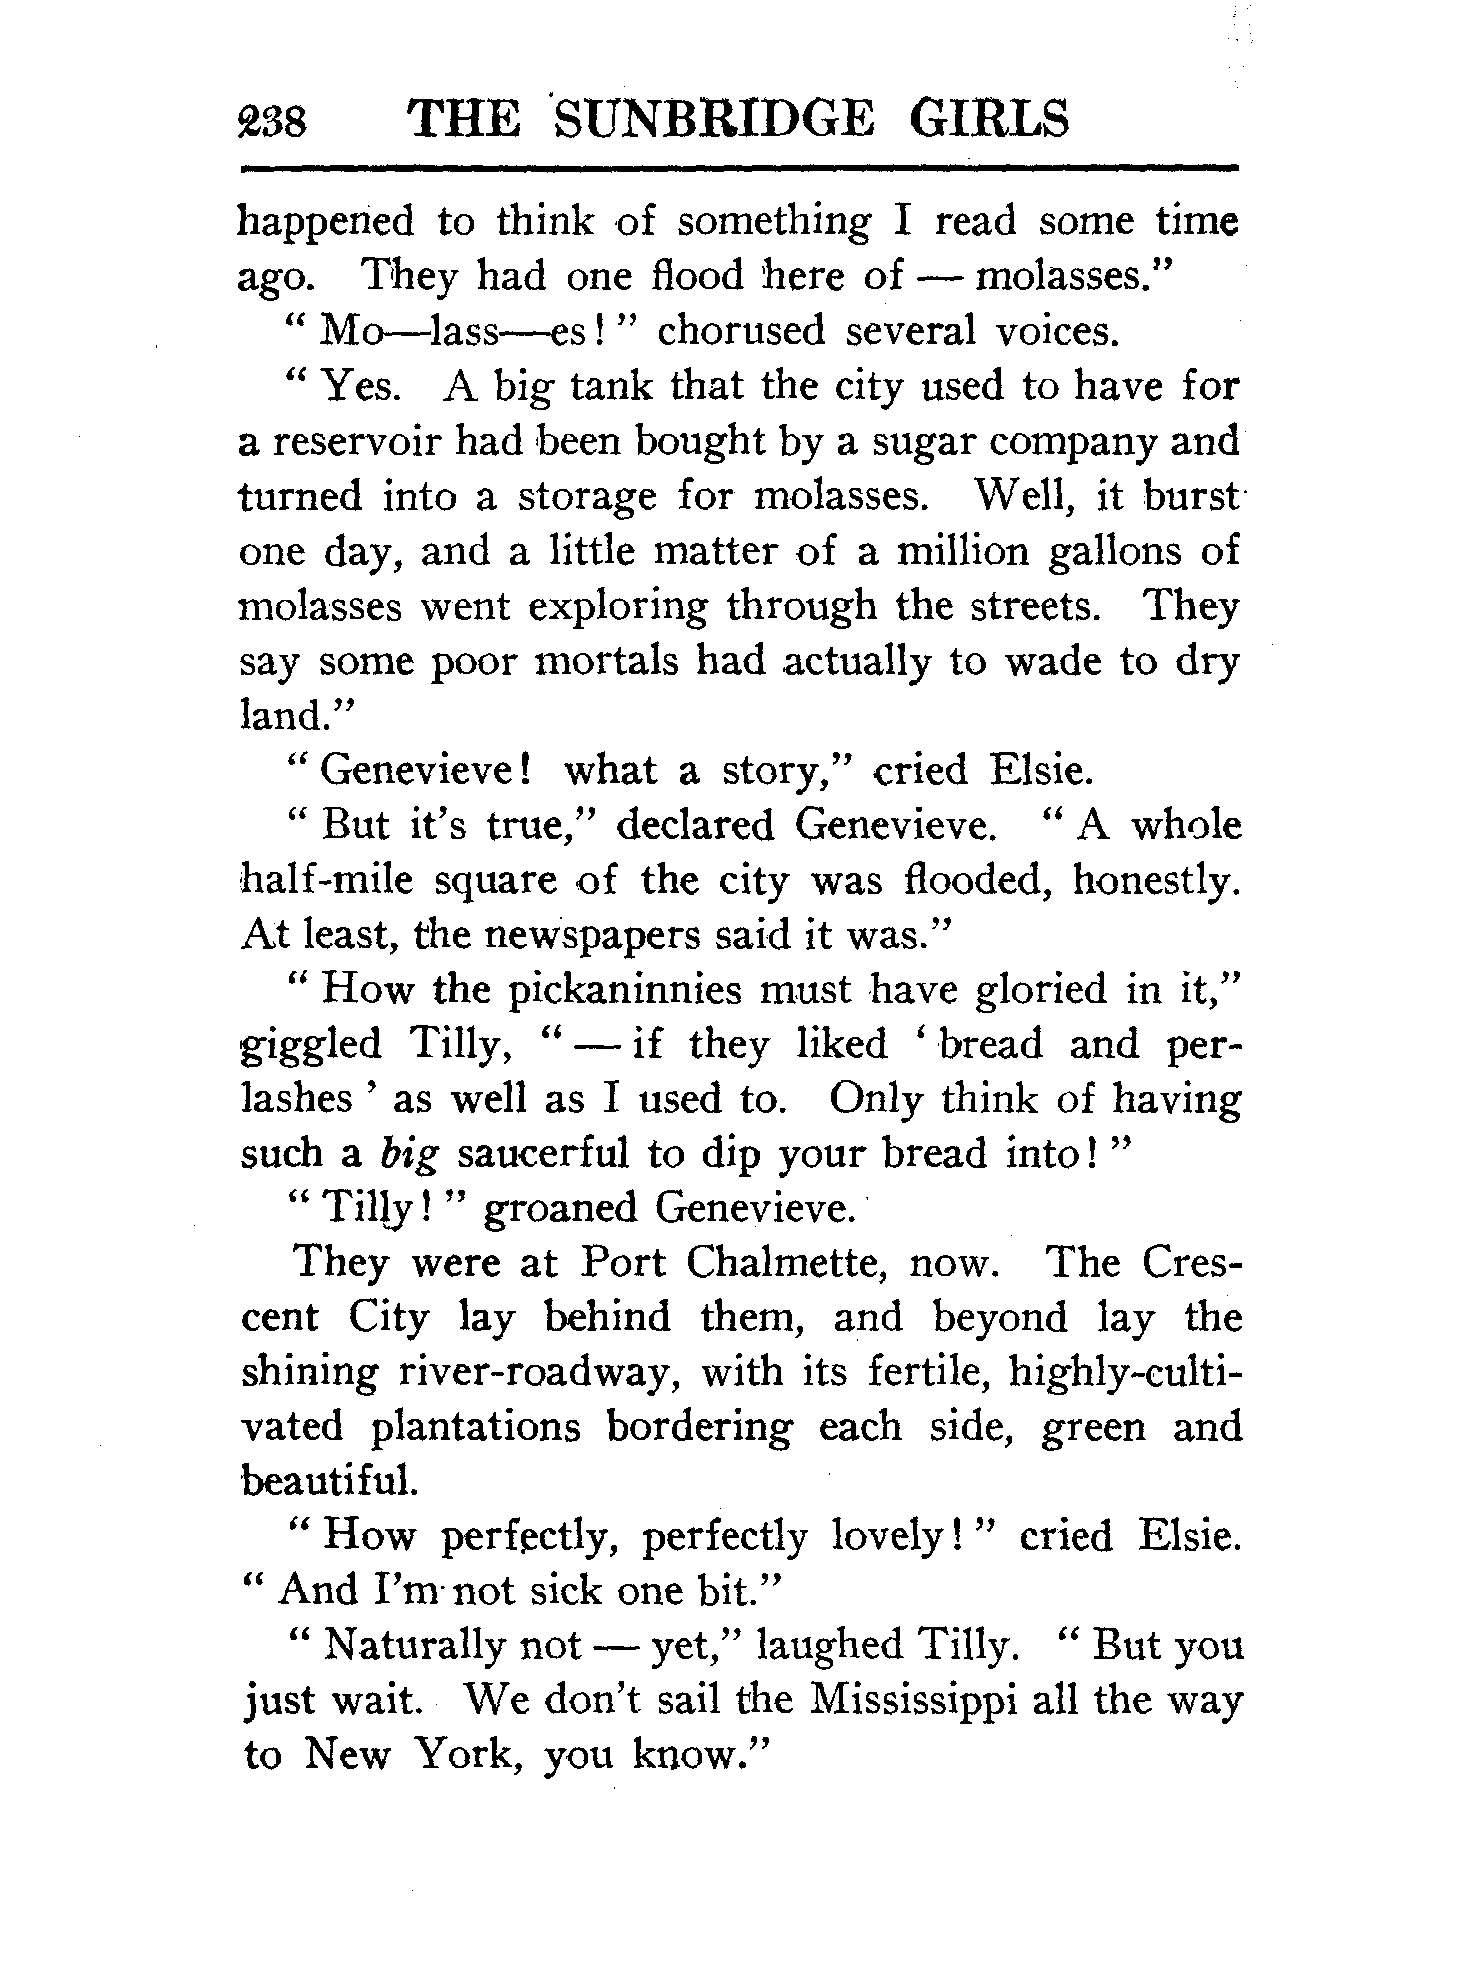 238 THE SUNBRIDGE GIRLS
happened to think of something I read some time
ago. They had one flood here of — molasses."
" Mo—lass—es! " chorused several voices.
" Yes. A big tank that the city used to have for
a reservoir had been bought by a sugar company and
turned into a storage for molasses. Well, it burst
one day, and a little matter of a million gallons of
molasses went exploring through the streets. They
say some poor mortals had actually to wade to dry
land."
" Genevieve! what a story," cried Elsie.
" But it's true," declared Genevieve. " A whole
half-mile square of the city was flooded, honestly.
At least, the newspapers said it was."
" How the pickaninnies must have gloried in it,"
giggled Tilly, " — if they liked ' bread and per-
lashes ' as well as I used to. Only think of having
such a big saucerful to dip your bread into! "
" Tilly! " groaned Genevieve.
They were at Port Chalmette, now. The Cres-
cent City lay behind them, and beyond lay the
shining river-roadway, with its fertile, highly-culti-
vated plantations bordering each side, green and
beautiful.
" How perfectly, perfectly lovely! " cried Elsie.
" And I'm not sick one bit."
" Naturally not — yet," laughed Tilly. " But you
just wait. We don't sail the Mississippi all the way
to New York, you know."